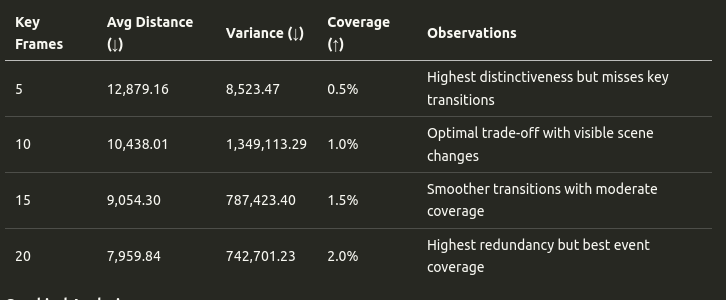 Key Frames | Avg Distance (↓) | Variance (↓) | Coverage (↑) | Observations
5 | 12,879.16 | 8,523.47 | 0.5% | Highest distinctiveness but misses key transitions
10 | 10,438.01 | 1,349,113.29 | 1.0% | Optimal trade-off with visible scene changes
15 | 9,054.30 | 787,423.40 | 1.5% | Smoother transitions with moderate coverage
20 | 7,959.84 | 742,701.23 | 2.0% | Highest redundancy but best event coverage